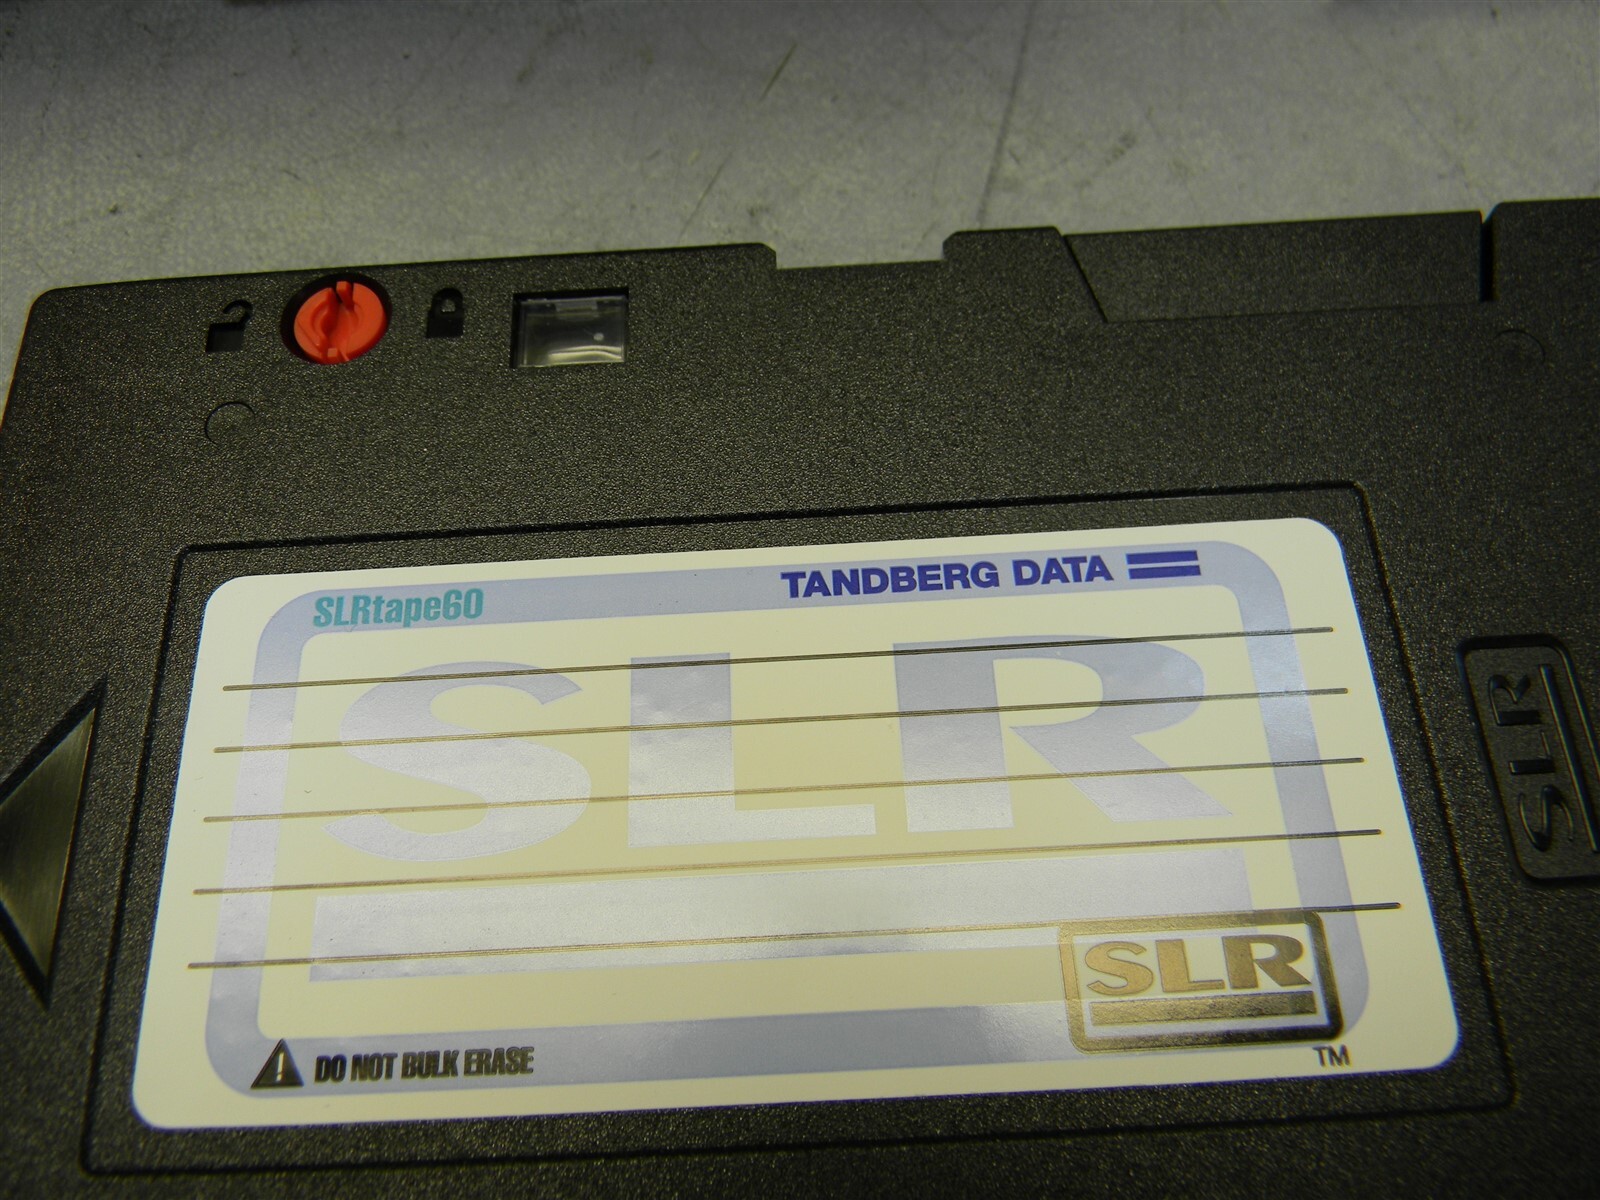 SLRtape60
TANDBERG DATA
SLR
SLR
SLR
DO NOT BULK ERASE
TM